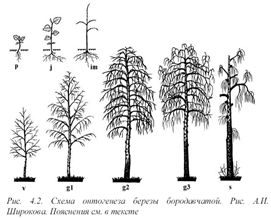 p j im
v g1 g2 g3 s
Рис. 4.2. Схема онтогенеза березы бородавчатой. Рис. А.И.
Широкова. Пояснения см. в тексте